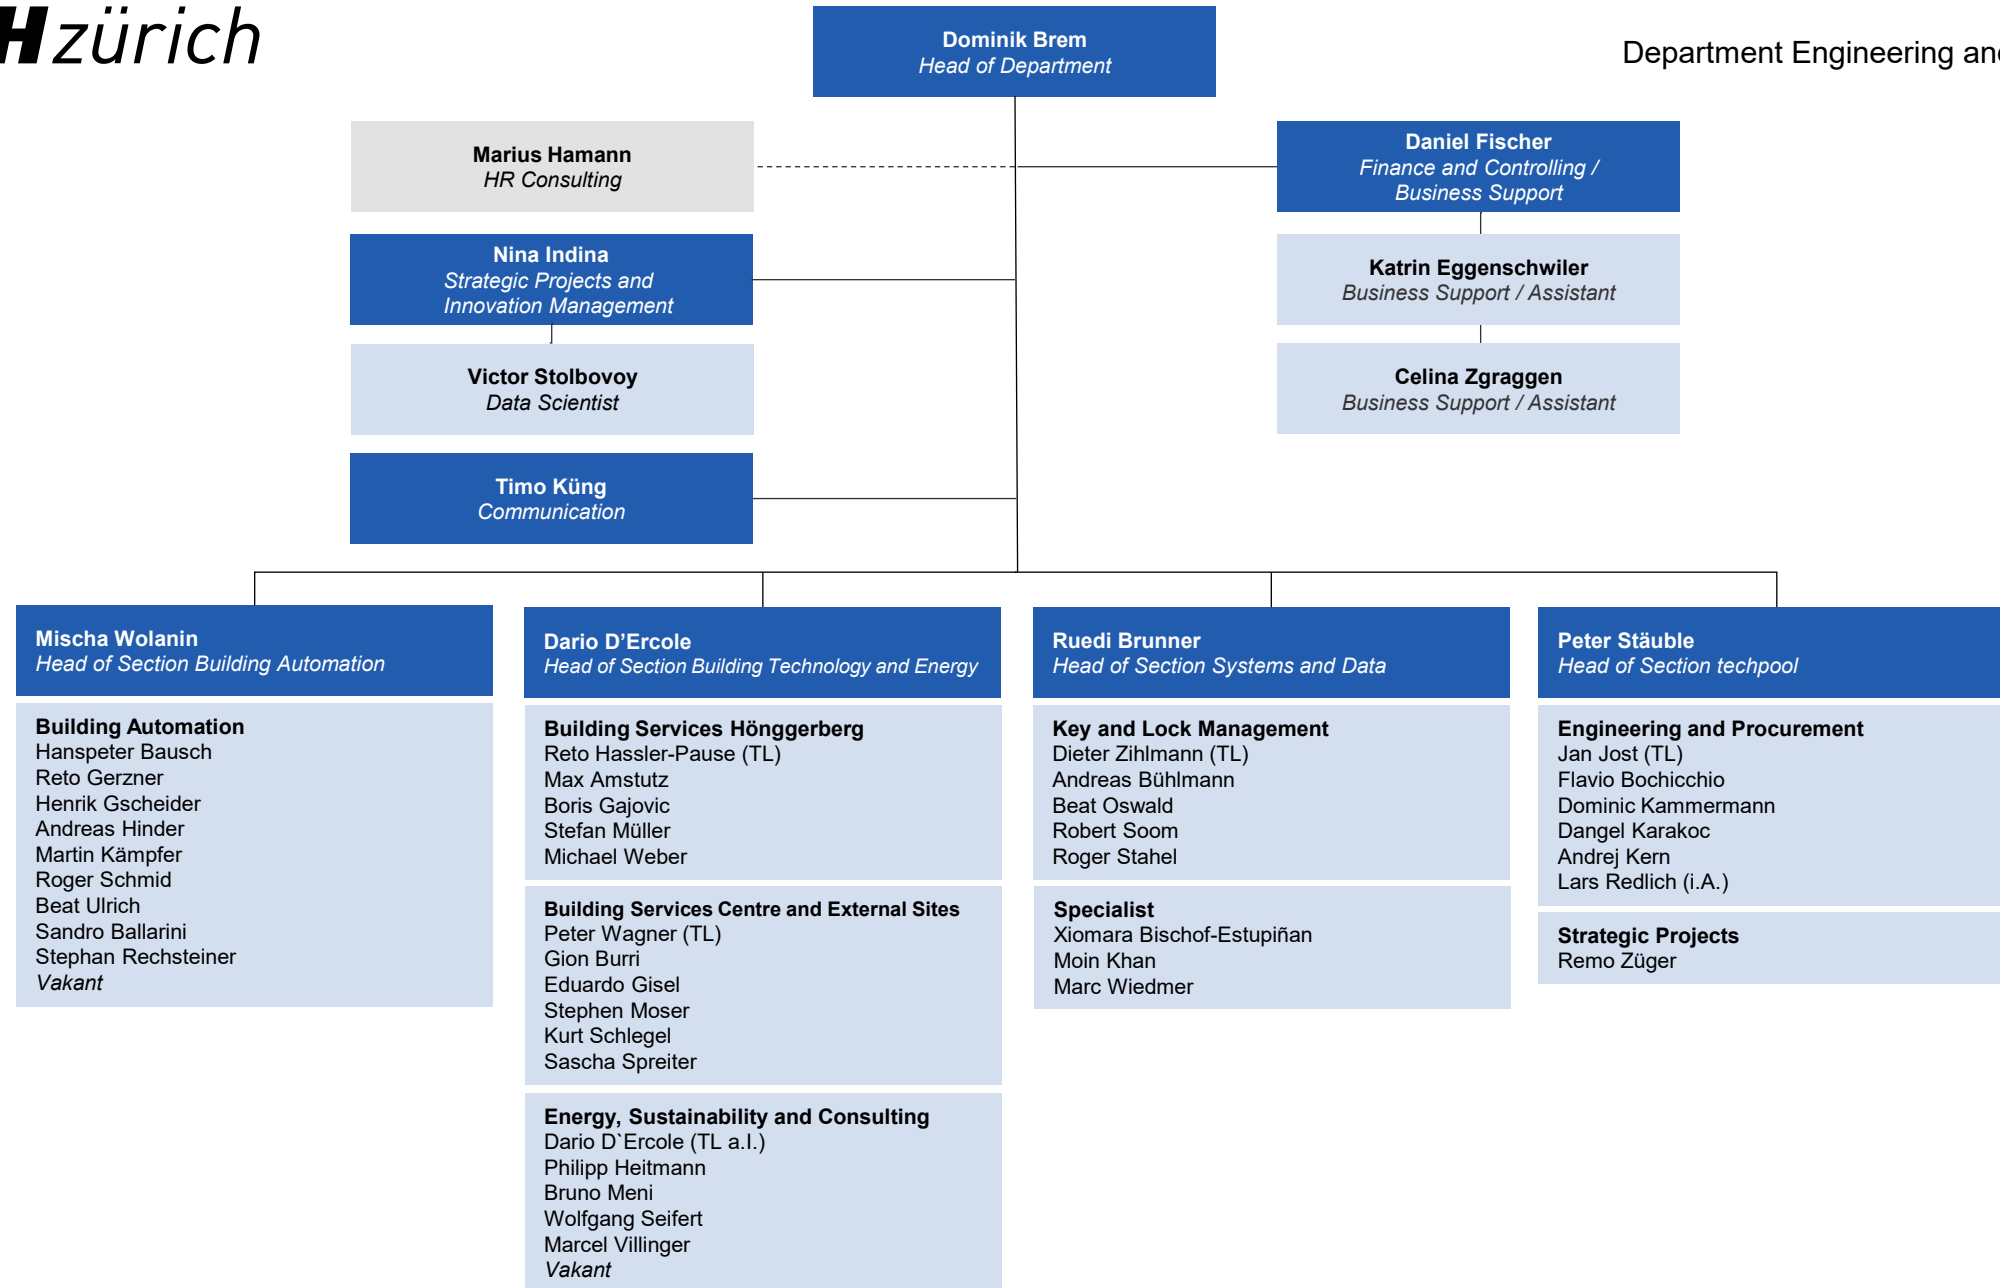 Hzürich
Department Engineering and
Dominik Brem
Head of Department
Marius Hamann
HR Consulting
Daniel Fischer
Finance and Controlling /
Business Support
Nina Indina
Strategic Projects and
Innovation Management
Katrin Eggenschwiler
Business Support / Assistant
Victor Stolbovoy
Data Scientist
Celina Zgraggen
Business Support / Assistant
Timo Küng
Communication
Mischa Wolanin
Head of Section Building Automation
Building Automation
Hanspeter Bausch
Reto Gerzner
Henrik Gscheider
Andreas Hinder
Martin Kämpfer
Roger Schmid
Beat Ulrich
Sandro Ballarini
Stephan Rechsteiner
Vakant
Dario D’Ercole
Head of Section Building Technology and Energy
Building Services Hönggerberg
Reto Hassler-Pause (TL)
Max Amstutz
Boris Gajovic
Stefan Müller
Michael Weber
Building Services Centre and External Sites
Peter Wagner (TL)
Gion Burri
Eduardo Gisel
Stephen Moser
Kurt Schlegel
Sascha Spreiter
Energy, Sustainability and Consulting
Dario D`Ercole (TL a.I.)
Philipp Heitmann
Bruno Meni
Wolfgang Seifert
Marcel Villinger
Vakant
Ruedi Brunner
Head of Section Systems and Data
Key and Lock Management
Dieter Zihlmann (TL)
Andreas Bühlmann
Beat Oswald
Robert Soom
Roger Stahel
Specialist
Xiomara Bischof-Estupiñan
Moin Khan
Marc Wiedmer
Peter Stäuble
Head of Section techpool
Engineering and Procurement
Jan Jost (TL)
Flavio Bochicchio
Dominic Kammermann
Dangel Karakoc
Andrej Kern
Lars Redlich (i.A.)
Strategic Projects
Remo Züger